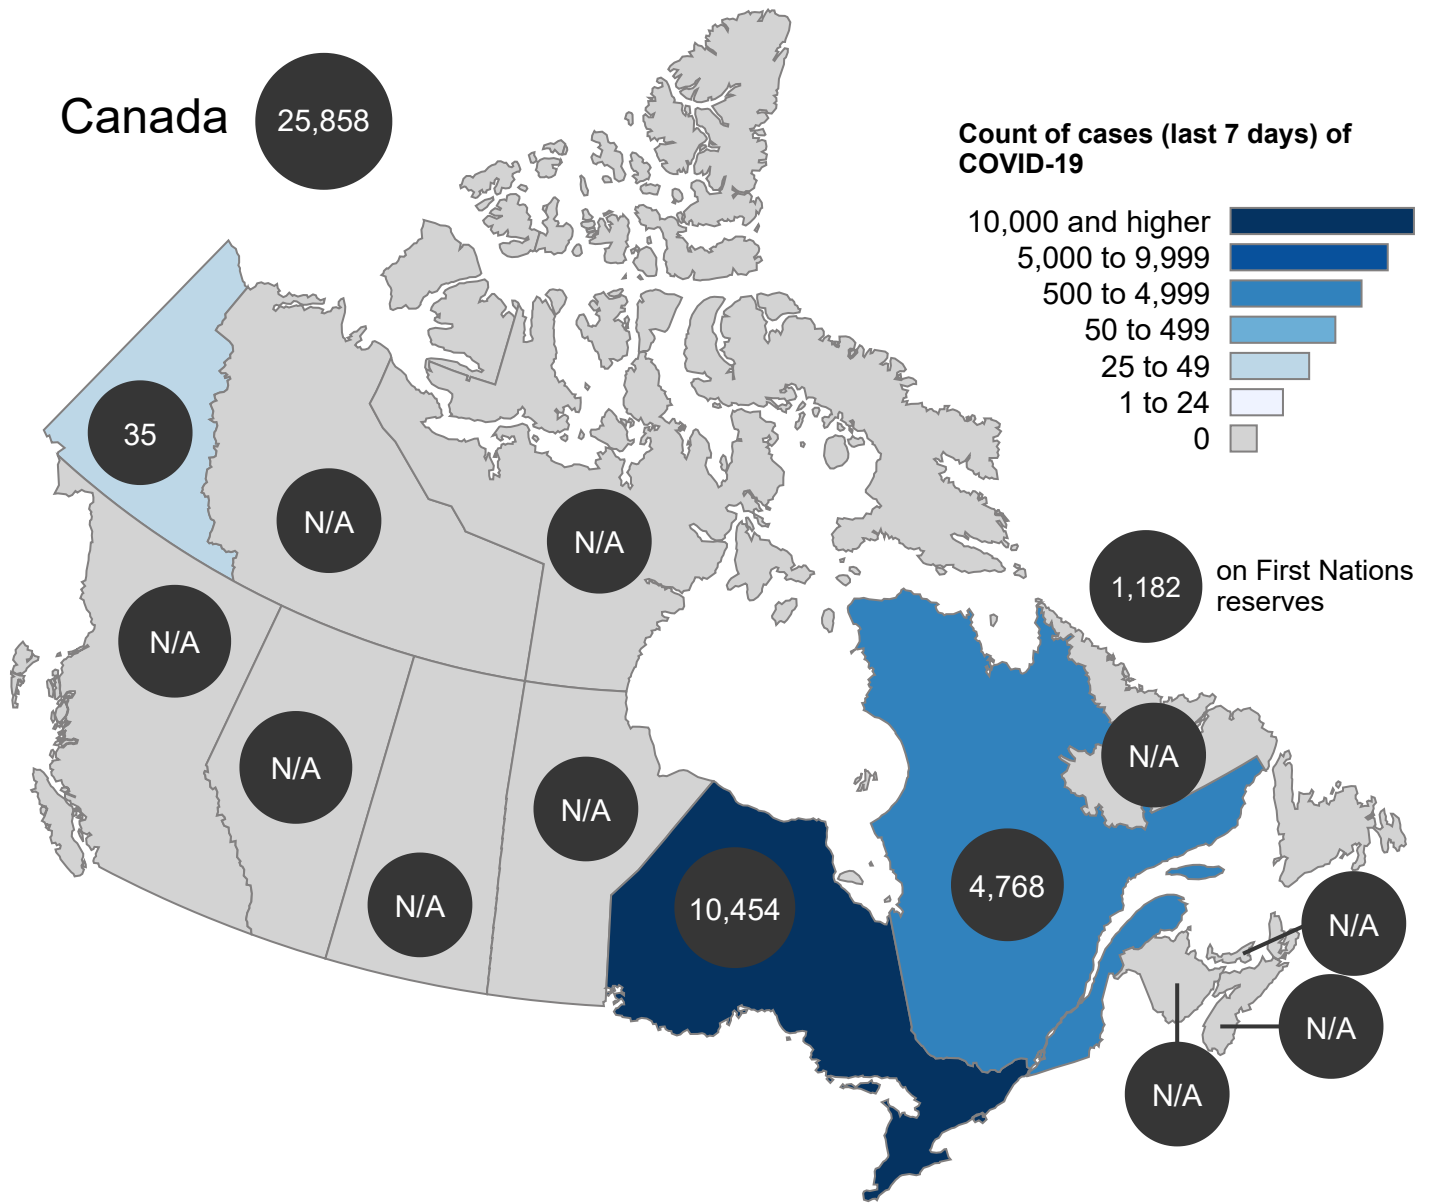 Canada
25,858
Count of cases (last 7 days) of
COVID-19
10,000 and higher
5,000 to 9,999
500 to 4,999
50 to 499
25 to 49
1 to 24
0
35
N/A
N/A
1,182
on First Nations
reserves
N/A
N/A
N/A
N/A
N/A
10,454
4,768
N/A
N/A
N/A